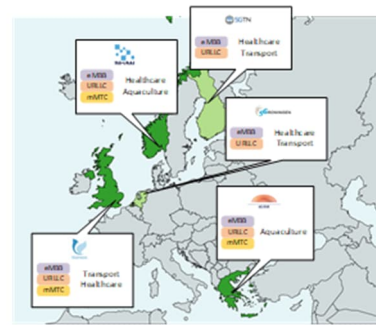 5GTN
eMBB
URLLC
Healthcare
Transport
eMBB
URLLC
mMTC
Healthcare
Aquaculture
eMBB
URLLC
Healthcare
Transport
eMBB
URLLC
mMTC
Aquaculture
eMBB
URLLC
mMTC
Transport
Healthcare